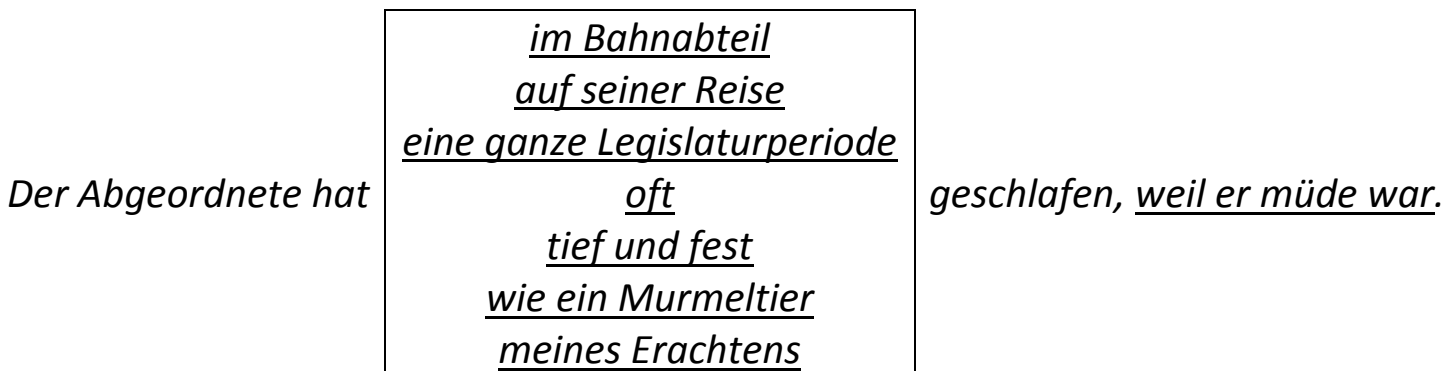 im Bahnabteil
auf seiner Reise
eine ganze Legislaturperiode
Der Abgeordnete hat oft geschlafen, weil er müde war.
tief und fest
wie ein Murmeltier
meines Erachtens